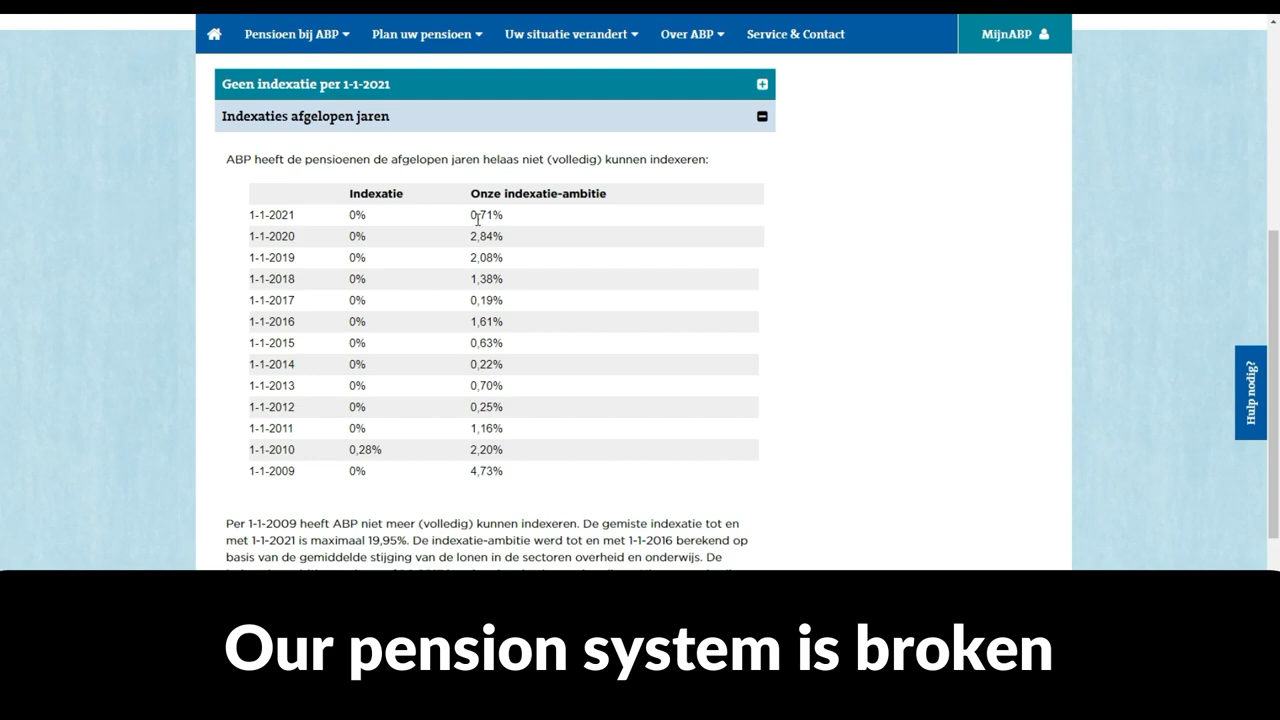 Pensioen bij ABP Plan uw pensioen Uw situatie verandert Over ABP Service & Contact MijnABP
Geen indexatie per 1-1-2021
Indexaties afgelopen jaren
ABP heeft de pensioenen de afgelopen jaren helaas niet (volledig) kunnen indexeren:
Indexatie Onze indexatie-ambitie
1-1-2021 0% 0,71%
1-1-2020 0% 2,84%
1-1-2019 0% 2,08%
1-1-2018 0% 1,38%
1-1-2017 0% 0,19%
1-1-2016 0% 1,61%
1-1-2015 0% 0,63%
1-1-2014 0% 0,22%
1-1-2013 0% 0,70%
1-1-2012 0% 0,25%
1-1-2011 0% 1,16%
1-1-2010 0,28% 2,20%
1-1-2009 0% 4,73%
Hulp nodig?
Per 1-1-2009 heeft ABP niet meer (volledig) kunnen indexeren. De gemiste indexatie tot en
met 1-1-2021 is maximaal 19,95%. De indexatie-ambitie werd tot en met 1-1-2016 berekend op
basis van de gemiddelde stijging van de lonen in de sectoren overheid en onderwijs. De
Our pension system is broken